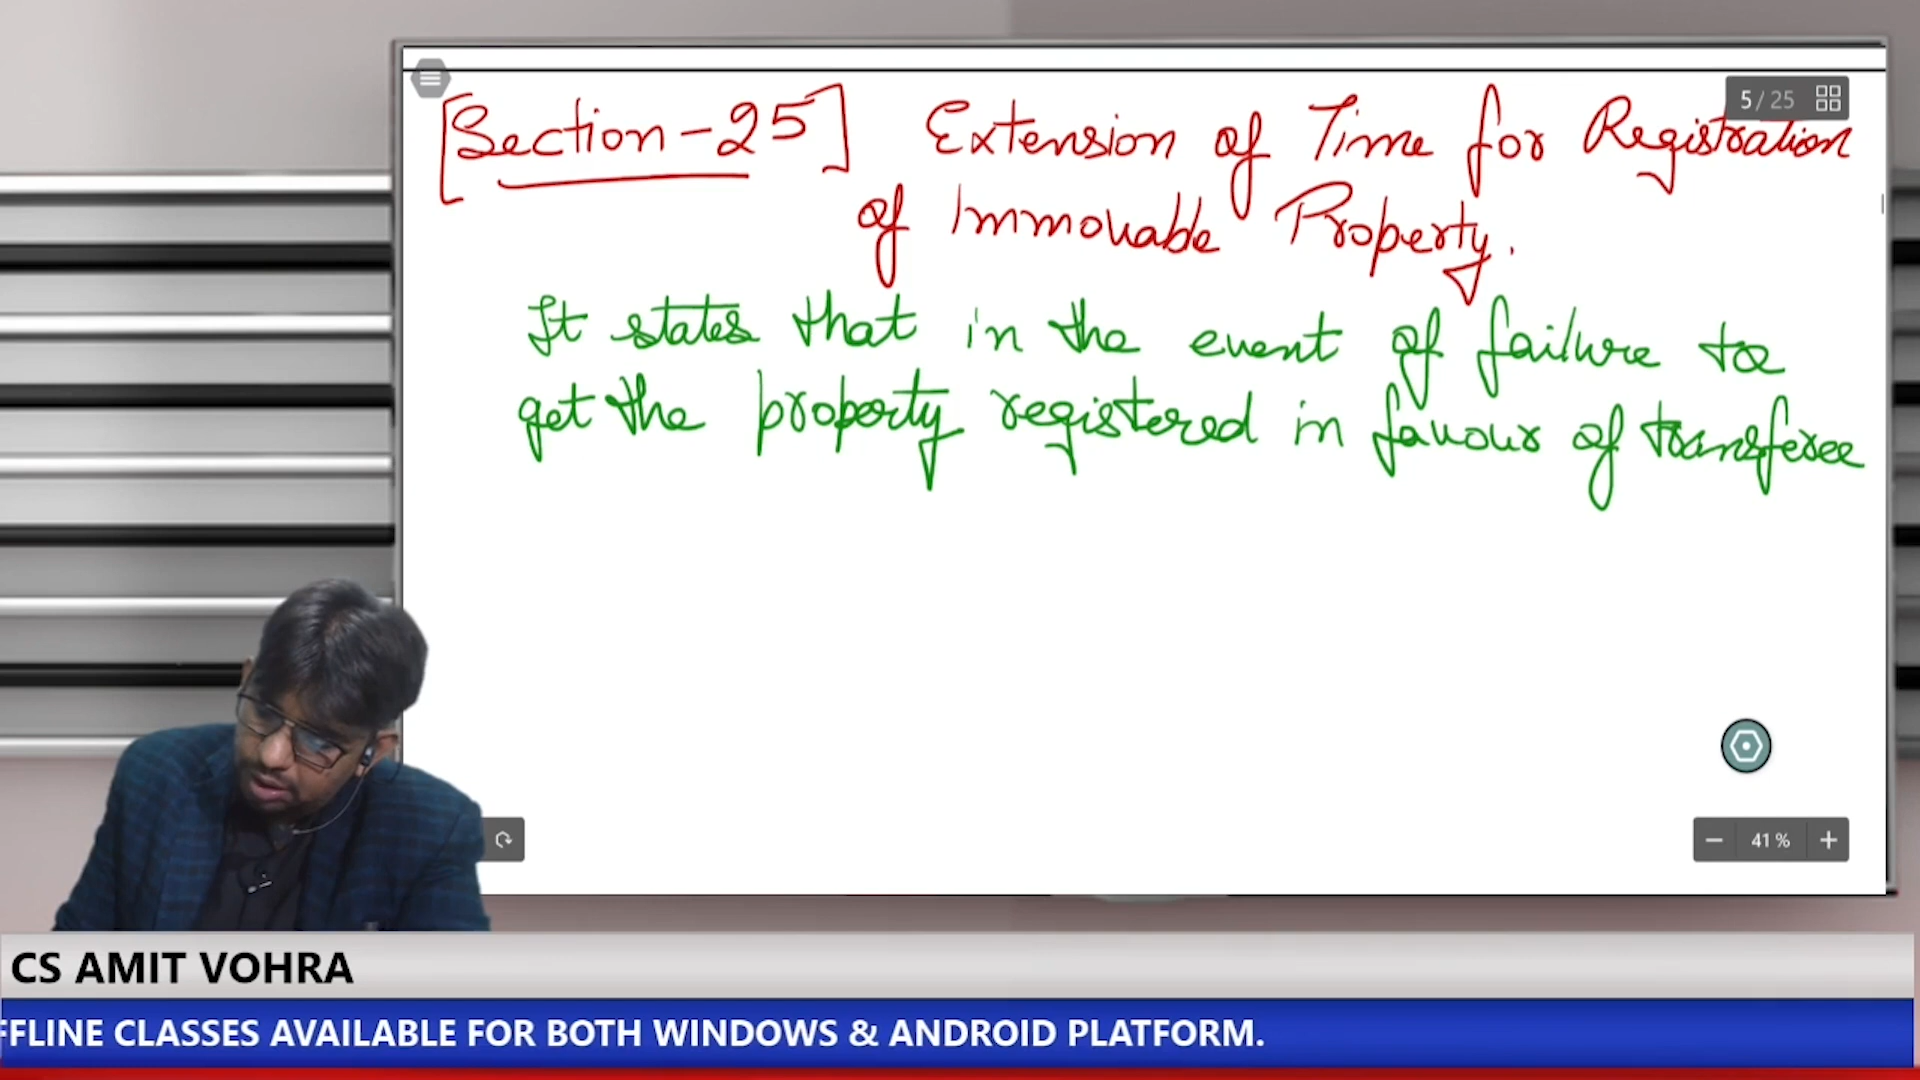 5 / 25
[Section-25] Extension of Time for Registration
of Immovable Property.
It states that in the event of failure to
get the property registered in favour of transferee
41 %
CS AMIT VOHRA
FFLINE CLASSES AVAILABLE FOR BOTH WINDOWS & ANDROID PLATFORM.